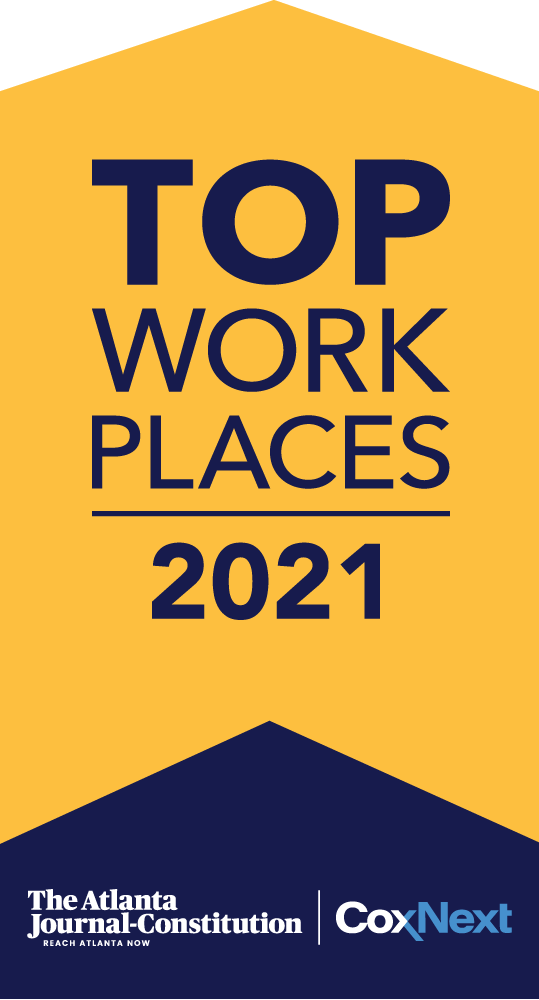 TOP
WORK
PLACES
2021
The Atlanta
Journal-Constitution
REACH ATLANTA NOW
CoxNext